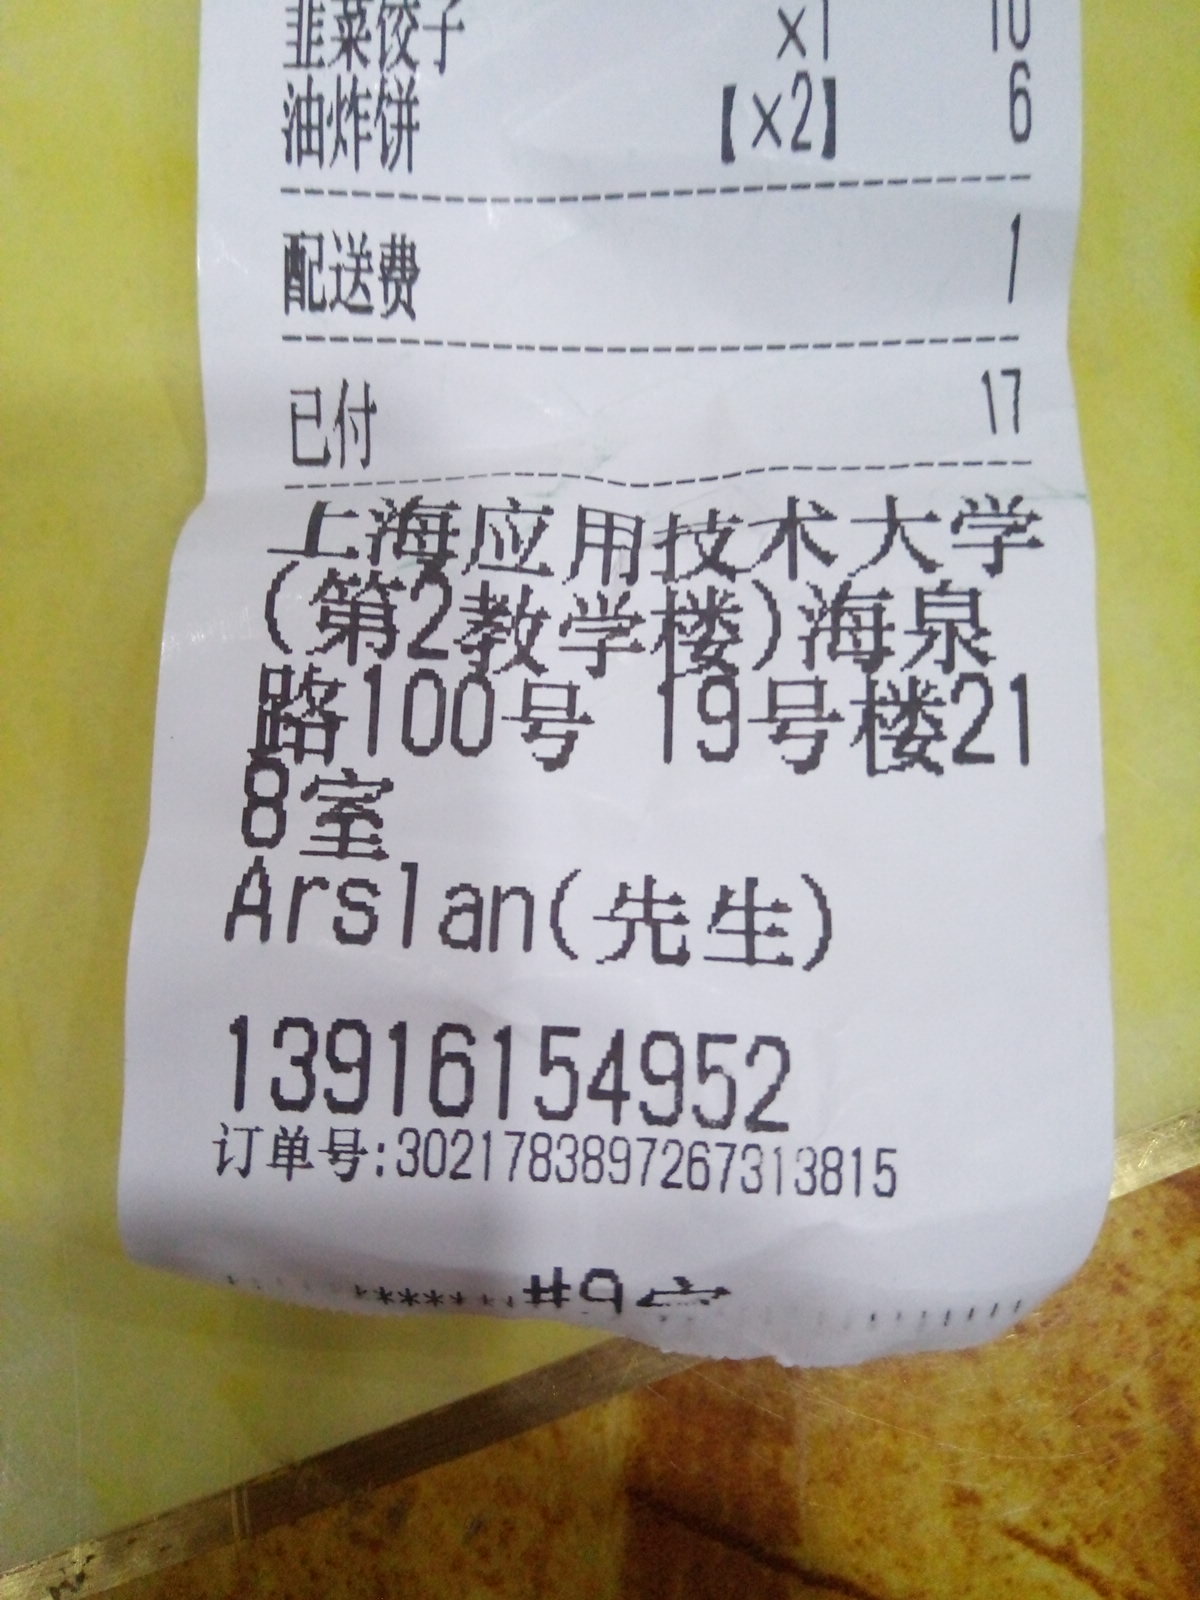 韭菜饺子 x1 10
油炸饼 【x2】 6
配送费 1
已付 17
上海应用技术大学
(第2教学楼)海泉
路100号 19号楼21
8室
Arslan(先生)
13916154952
订单号:3021783897267313815
#9